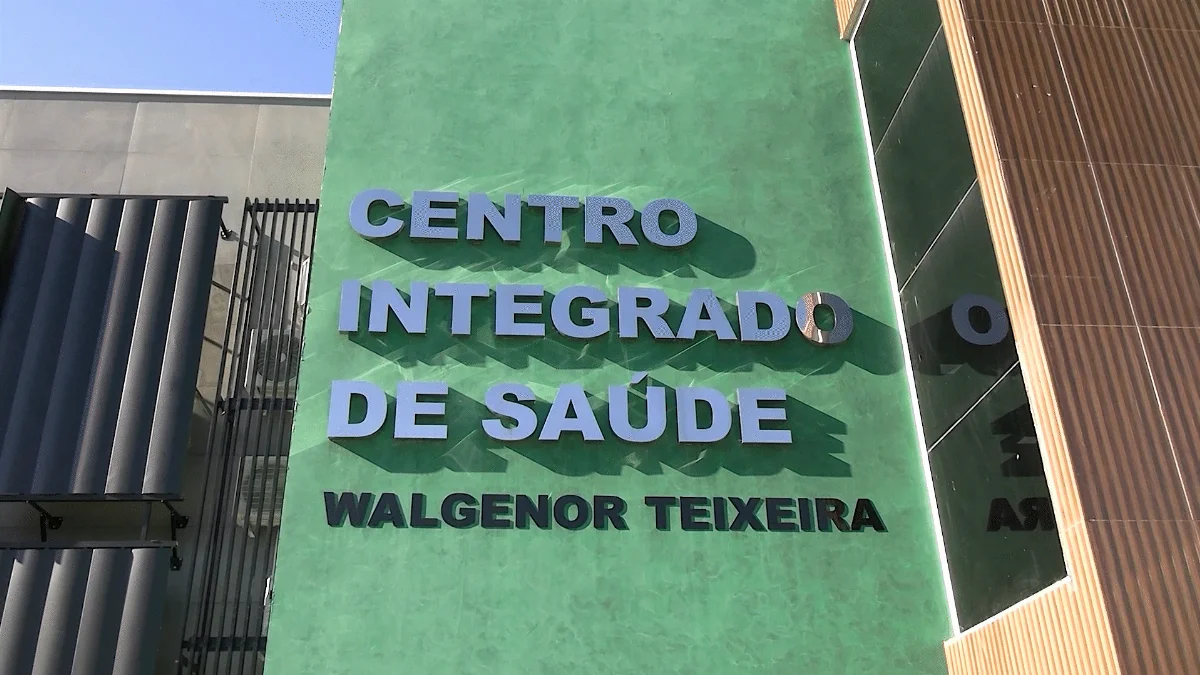 CENTRO
INTEGRADO
DE SAÚDE
WALGENOR TEIXEIRA